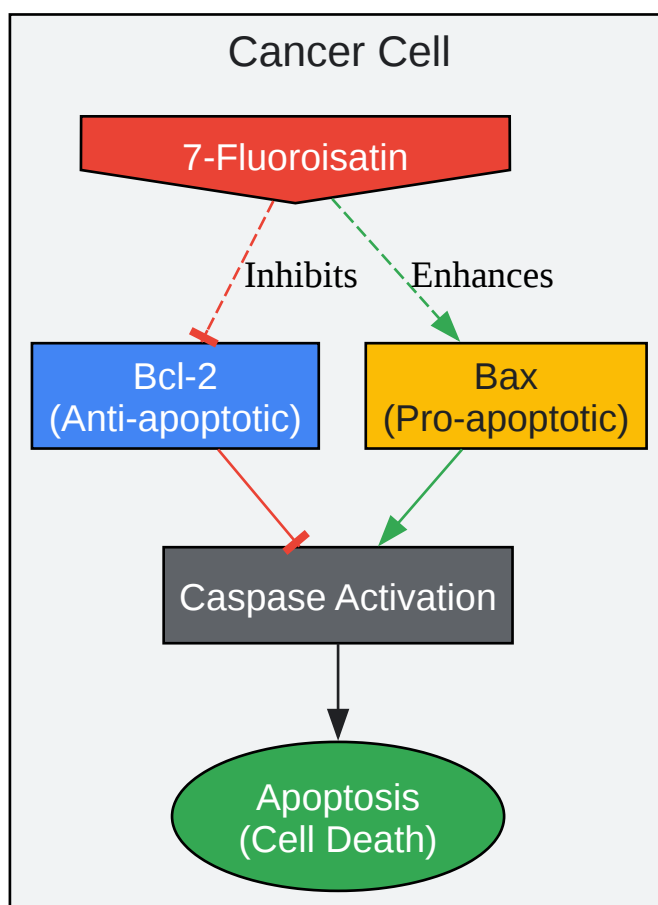 Cancer Cell
7-Fluoroisatin
Inhibits
Enhances
Bcl-2
(Anti-apoptotic)
Bax
(Pro-apoptotic)
Caspase Activation
Apoptosis
(Cell Death)